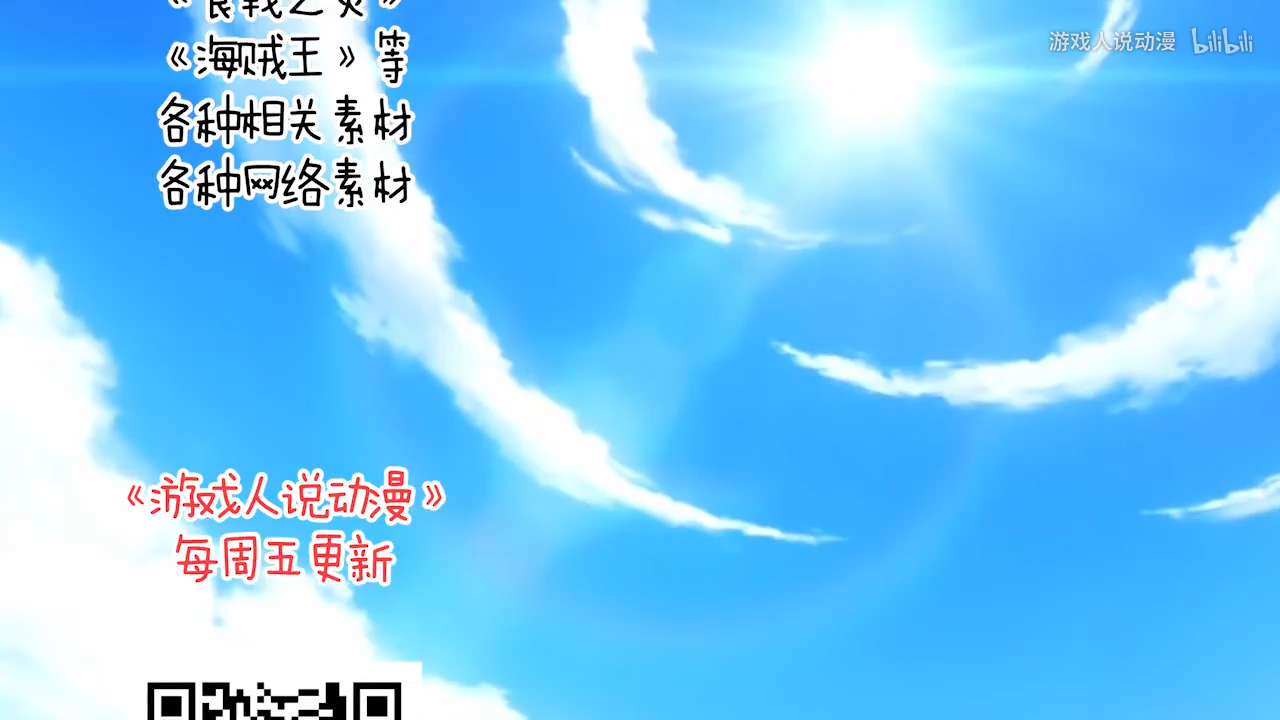 游戏人说动漫 bilibili
《海贼王》等
各种相关素材
各种网络素材
《游戏人说动漫》
每周五更新